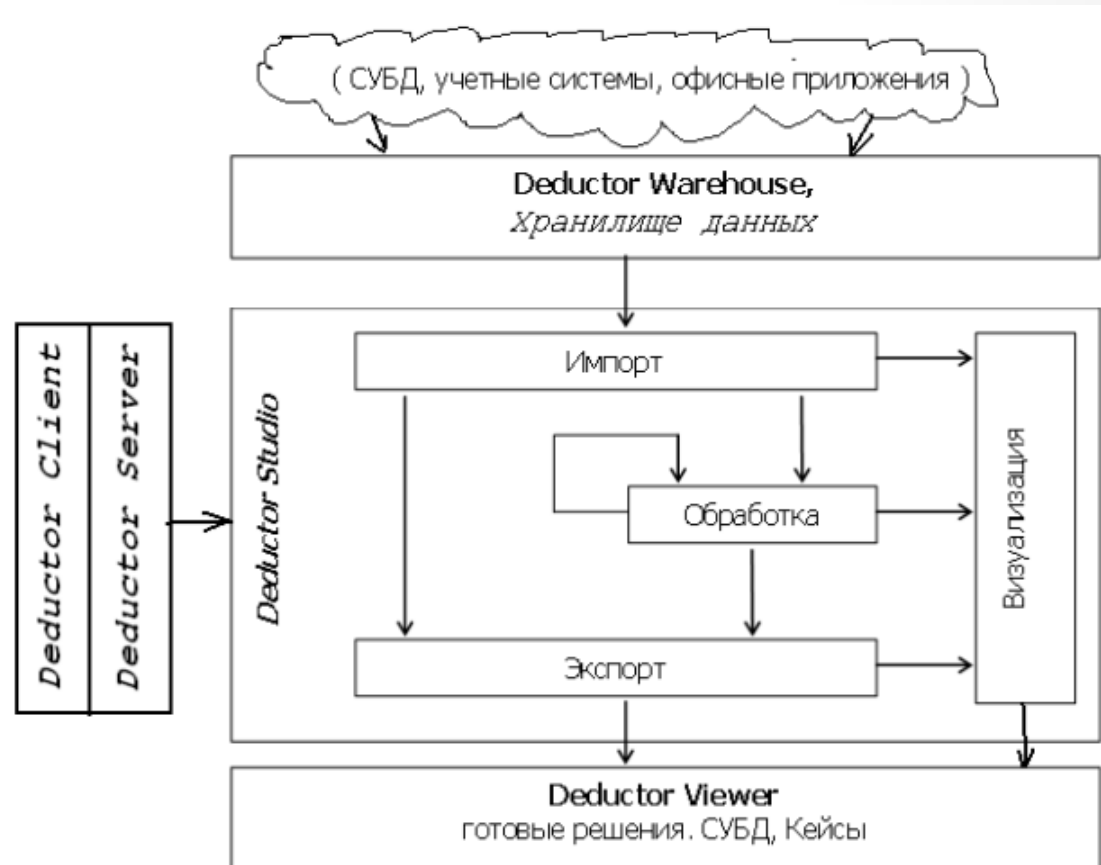 ( СУБД, учетные системы, офисные приложения )
Deductor Warehouse,
Хранилище данных
Deductor Client
Deductor Server
Deductor Studio
Импорт
Обработка
Экспорт
Визуализация
Deductor Viewer
готовые решения. СУБД, Кейсы